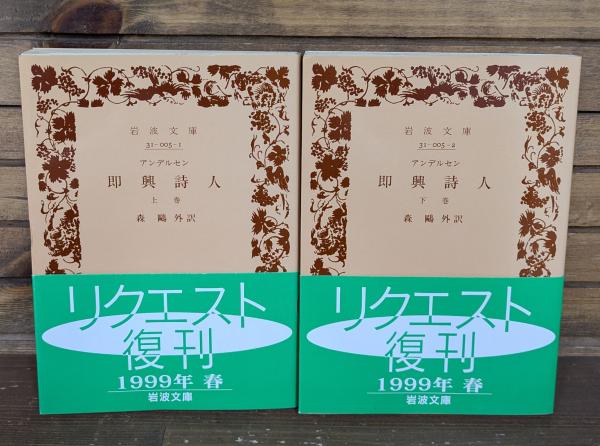 岩波文庫
31-005-1
アンデルセン
即興詩人
上巻
森鷗外訳
リクエスト
復刊
1999年 春
岩波文庫
岩波文庫
31-005-2
アンデルセン
即興詩人
下巻
森鷗外訳
リクエスト
復刊
1999年 春
岩波文庫